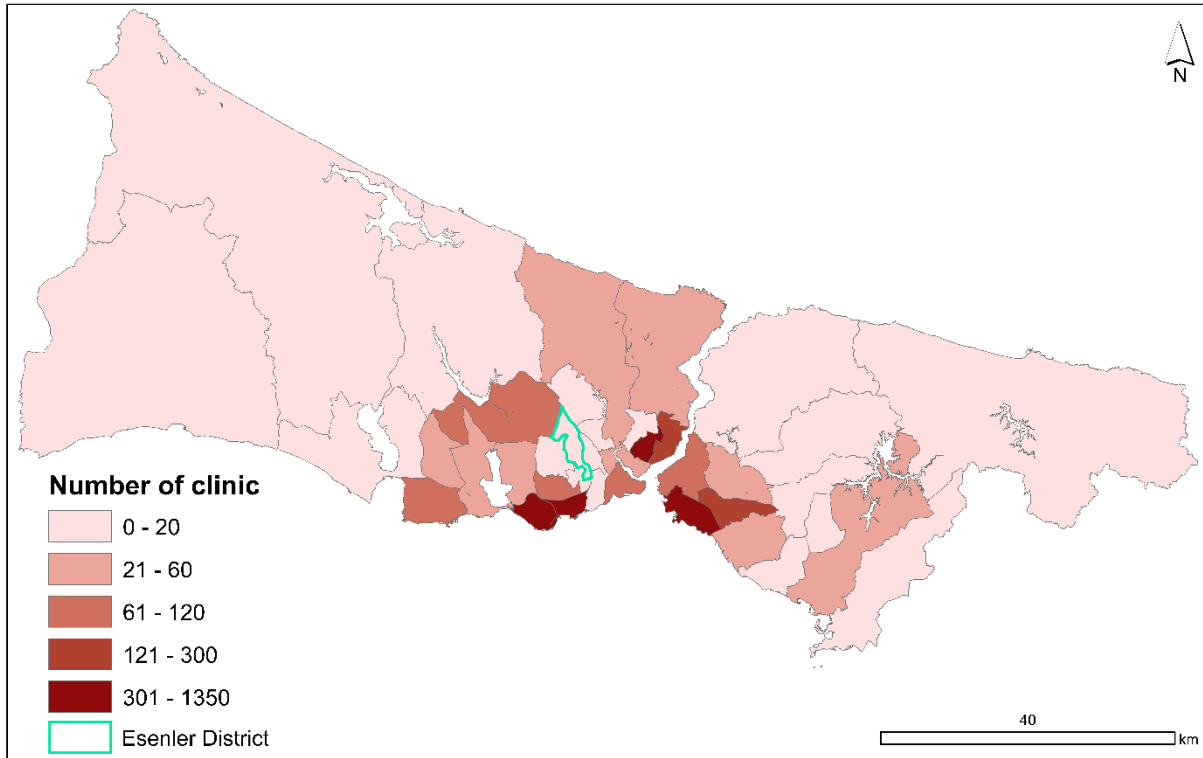 N
Number of clinic
0 - 20
21 - 60
61 - 120
121 - 300
301 - 1350
Esenler District
40
km